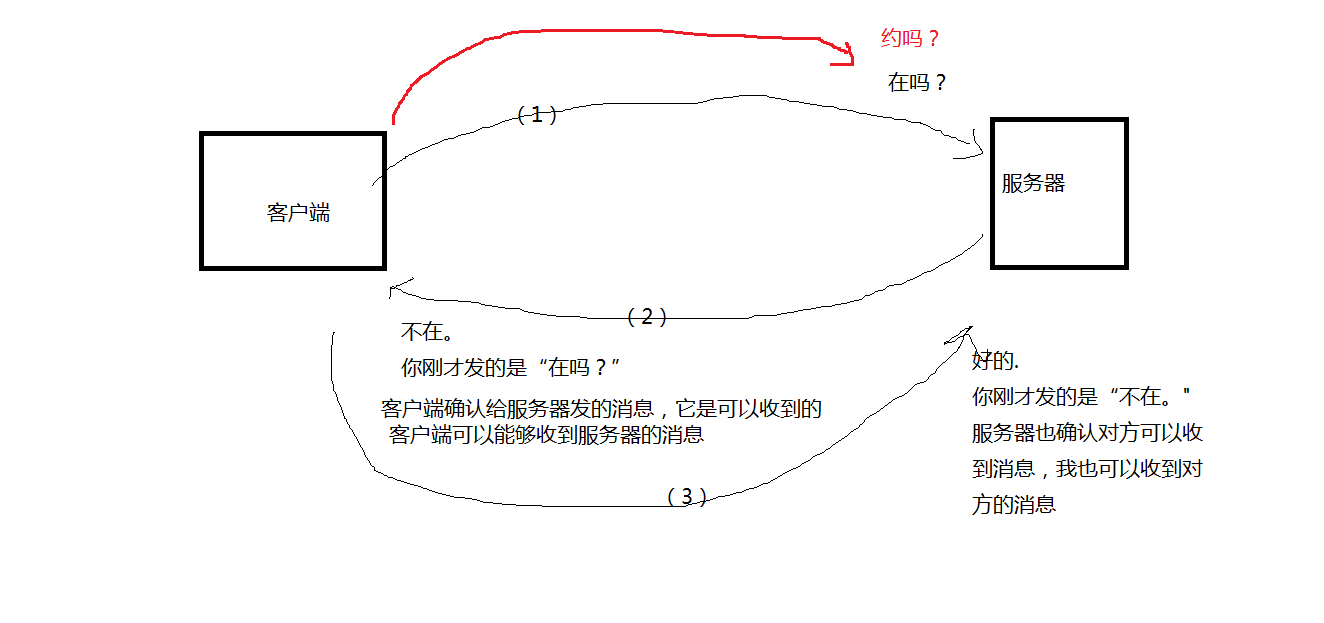 约吗？
在吗？
（1）
客户端
服务器
（2）
不在。
你刚才发的是“在吗？”
客户端确认给服务器发的消息，它是可以收到的
客户端可以能够收到服务器的消息
（3）
好的.
你刚才发的是“不在。"
服务器也确认对方可以收
到消息，我也可以收到对
方的消息